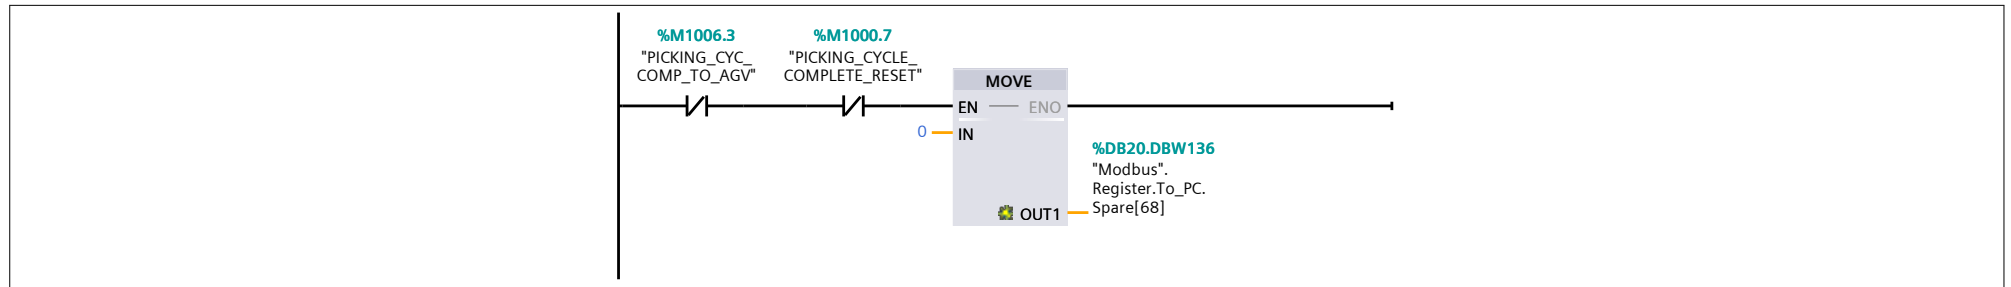 %M1006.3
"PICKING_CYC_
COMP_TO_AGV"
%M1000.7
"PICKING_CYCLE_
COMPLETE_RESET"
MOVE
EN
ENO
0
IN
%DB20.DBW136
"Modbus".
Register.To_PC.
Spare[68]
OUT1